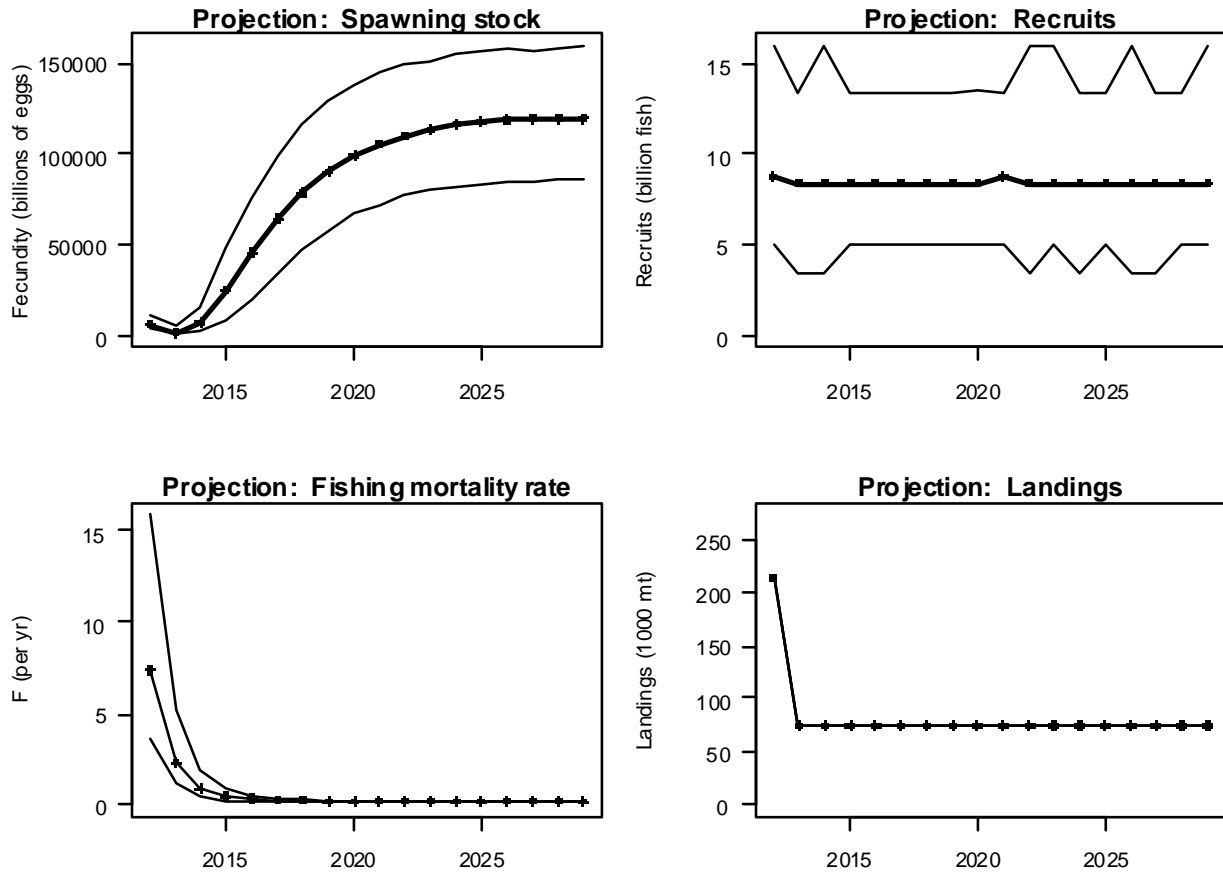 Projection: Spawning stock
Fecundity (billions of eggs)
150000
100000
50000
0
2015 2020 2025
Projection: Recruits
Recruits (billion fish)
15
10
5
0
2015 2020 2025
Projection: Fishing mortality rate
F (per yr)
15
10
5
0
2015 2020 2025
Projection: Landings
Landings (1000 mt)
250
200
150
100
50
0
2015 2020 2025